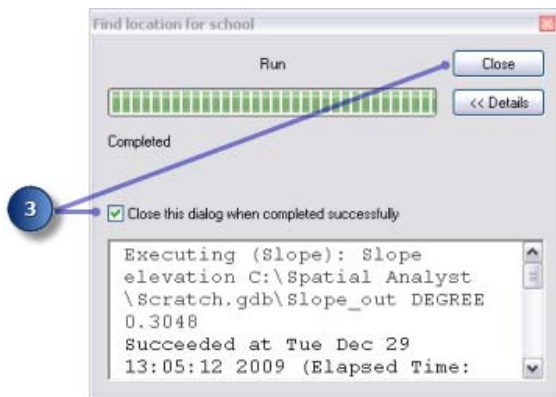 Find location for school
Run
Close
<< Details
Completed
3
Close this dialog when completed successfully
Executing (Slope): Slope
elevation C:\Spatial Analyst
\Scratch.gdb\Slope_out DEGREE
0.3048
Succeeded at Tue Dec 29
13:05:12 2009 (Elapsed Time: